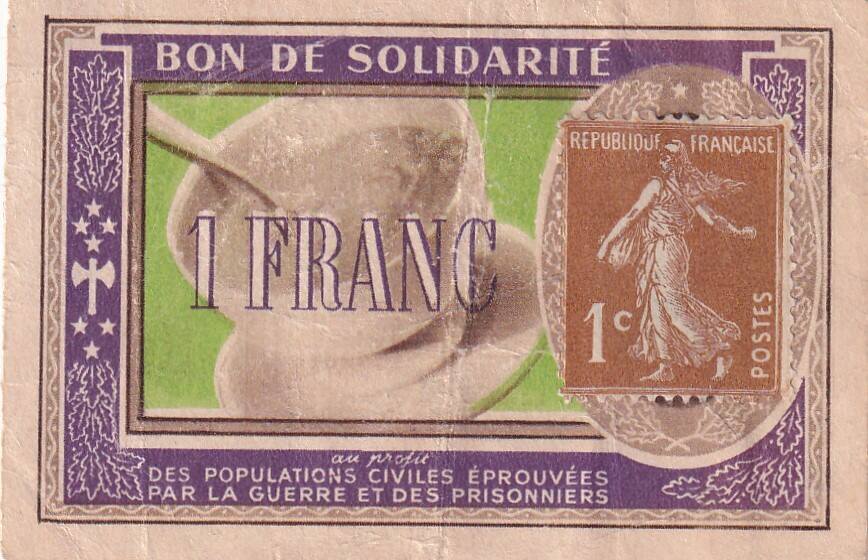 BON DE SOLIDARITÉ
1 FRANC
REPUBLIQUE FRANÇAISE
1c
POSTES
au profit
DES POPULATIONS CIVILES ÉPROUVÉES
PAR LA GUERRE ET DES PRISONNIERS